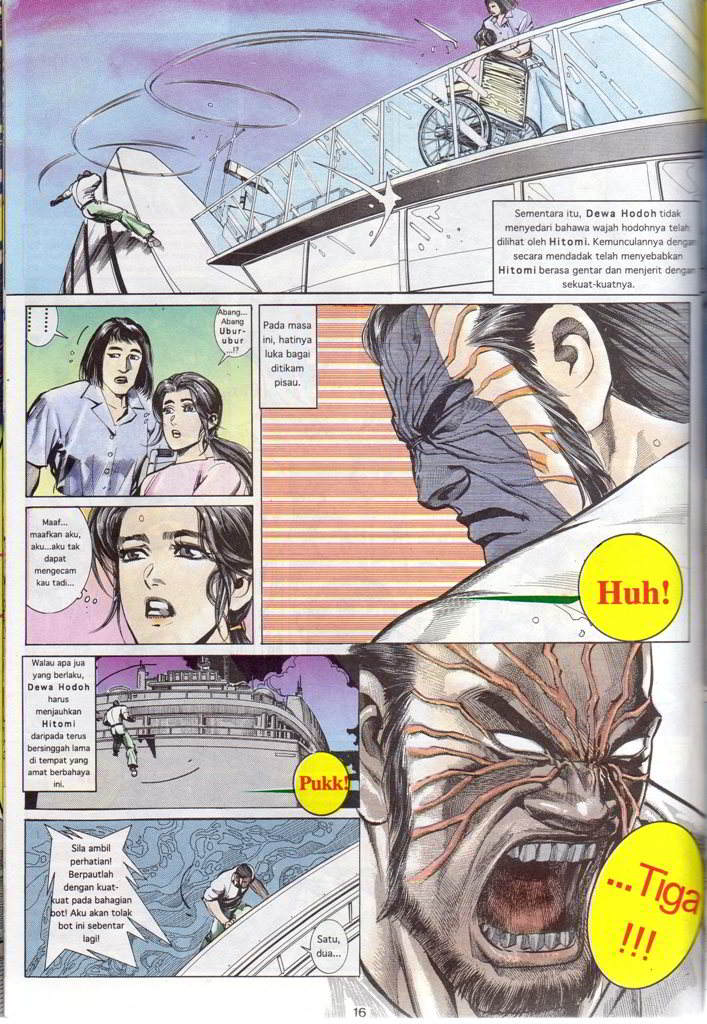 Sementara itu, Dewa Hodoh tidak
menyedari bahawa wajah hodohnya telah
dilihat oleh Hitomi. Kemunculannya dengan
secara mendadak telah menyebabkan
Hitomi berasa gentar dan menjerit dengan
sekuat-kuatnya.
Abang...
Abang
Ubur-
ubur
...!?
Pada masa
ini, hatinya
luka bagai
ditikam
pisau.
Maaf...
maafkan aku,
aku...aku tak
dapat
mengecam
kau tadi...
Huh!
Walau apa jua
yang berlaku,
Dewa Hodoh
harus
menjauhkan
Hitomi
daripada terus
bersinggah lama
di tempat yang
amat berbahaya
ini.
Pukk!
Sila ambil
perhatian!
Berpautlah
dengan kuat-
kuat pada bahagian
bot! Aku akan tolak
bot ini sebentar
lagi!
Satu,
dua...
...Tiga
!!!
16